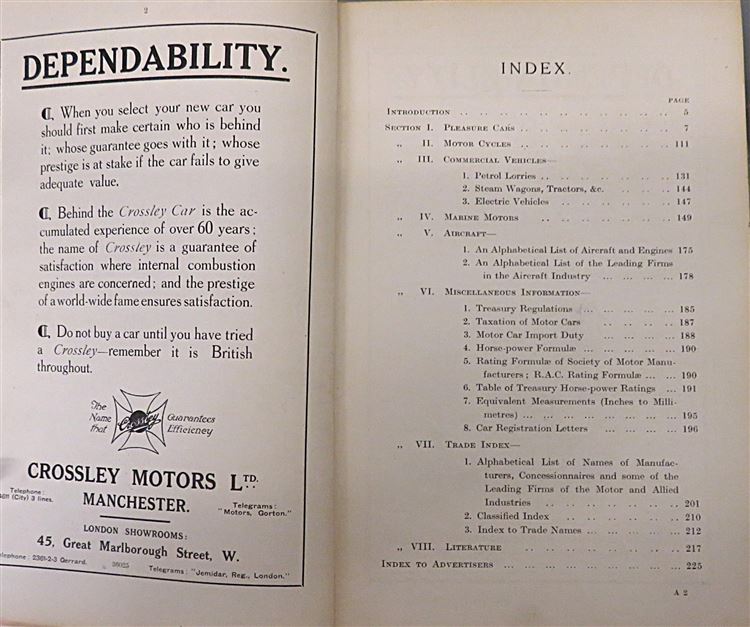 2
DEPENDABILITY.
When you select your new car you
should first make certain who is behind
it; whose guarantee goes with it; whose
prestige is at stake if the car fails to give
adequate value.
Behind the Crossley Car is the ac-
cumulated experience of over 60 years;
the name of Crossley is a guarantee of
satisfaction where internal combustion
engines are concerned; and the prestige
of a world-wide fame ensures satisfaction.
Do not buy a car until you have tried
a Crossley—remember it is British
throughout.
The Name that Crossley Guarantees Efficiency
CROSSLEY MOTORS LTD.
MANCHESTER.
Telephone:
4611 (City) 3 lines.
Telegrams:
"Motors, Gorton."
LONDON SHOWROOMS:
45, Great Marlborough Street, W.
Telephone: 2361-2-3 Gerrard.
Telegrams: "Jemidar, Reg., London."
INDEX.
PAGE
INTRODUCTION .. .. .. .. .. .. .. .. .. .. 5
SECTION I. PLEASURE CARS .. .. .. .. .. .. .. .. 7
„ II. MOTOR CYCLES .. .. .. .. .. .. .. 111
„ III. COMMERCIAL VEHICLES—
1. Petrol Lorries .. .. .. .. .. .. .. 131
2. Steam Wagons, Tractors, &c. .. .. .. 144
3. Electric Vehicles .. .. .. .. .. .. 147
„ IV. MARINE MOTORS .. .. .. .. .. .. .. 149
„ V. AIRCRAFT—
1. An Alphabetical List of Aircraft and Engines 175
2. An Alphabetical List of the Leading Firms
in the Aircraft Industry ... ... ... ... 178
„ VI. MISCELLANEOUS INFORMATION—
1. Treasury Regulations ... ... ... ... ... 185
2. Taxation of Motor Cars .. .. .. .. 187
3. Motor Car Import Duty ... ... ... ... 188
4. Horse-power Formulæ ... ... ... ... ... 190
5. Rating Formulæ of Society of Motor Manu-
facturers; R.A.C. Rating Formulæ ... ... 190
6. Table of Treasury Horse-power Ratings ... 191
7. Equivalent Measurements (Inches to Milli-
metres) ... ... ... ... ... ... ... ... 195
8. Car Registration Letters ... ... ... ... 196
„ VII. TRADE INDEX—
1. Alphabetical List of Names of Manufac-
turers, Concessionnaires and some of the
Leading Firms of the Motor and Allied
Industries .. .. .. .. .. .. .. 201
2. Classified Index .. .. .. .. .. .. 210
3. Index to Trade Names ... ... ... ... ... 212
„ VIII. LITERATURE .. .. .. .. .. .. .. .. 217
INDEX TO ADVERTISERS ... ... ... ... ... ... ... ... 225
A 2